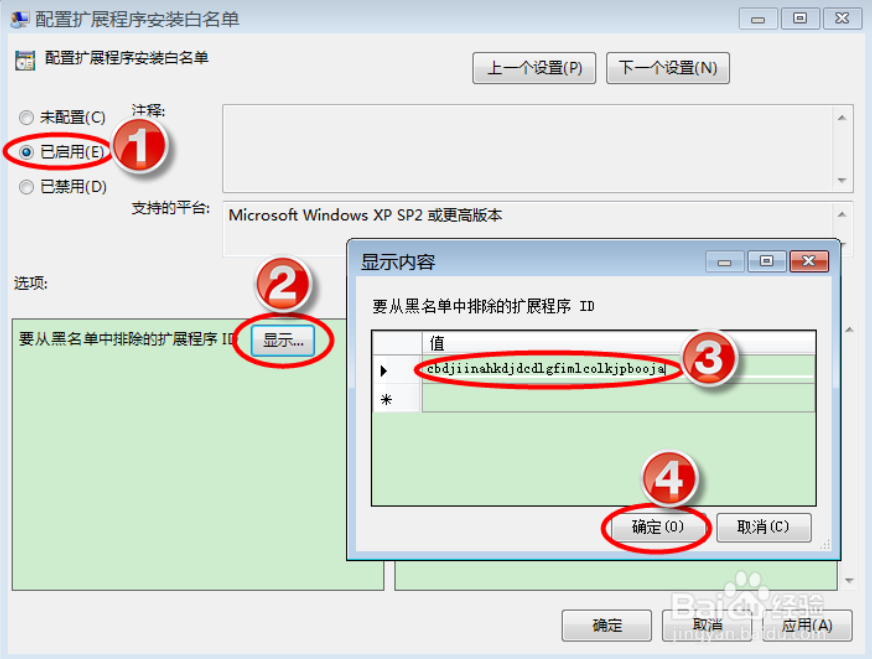 配置扩展程序安装白名单
配置扩展程序安装白名单
上一个设置(P)
下一个设置(N)
未配置(C)
注释:
已启用(E)
1
已禁用(D)
支持的平台:
Microsoft Windows XP SP2 或更高版本
选项:
2
要从黑名单中排除的扩展程序 ID
显示...
显示内容
要从黑名单中排除的扩展程序 ID
值
cbdjiinahkdjdcdlgfimlcolkjpbooja
3
4
确定(O)
取消(C)
确定
取消
应用(A)
Baidu经验
jingyan.baidu.com